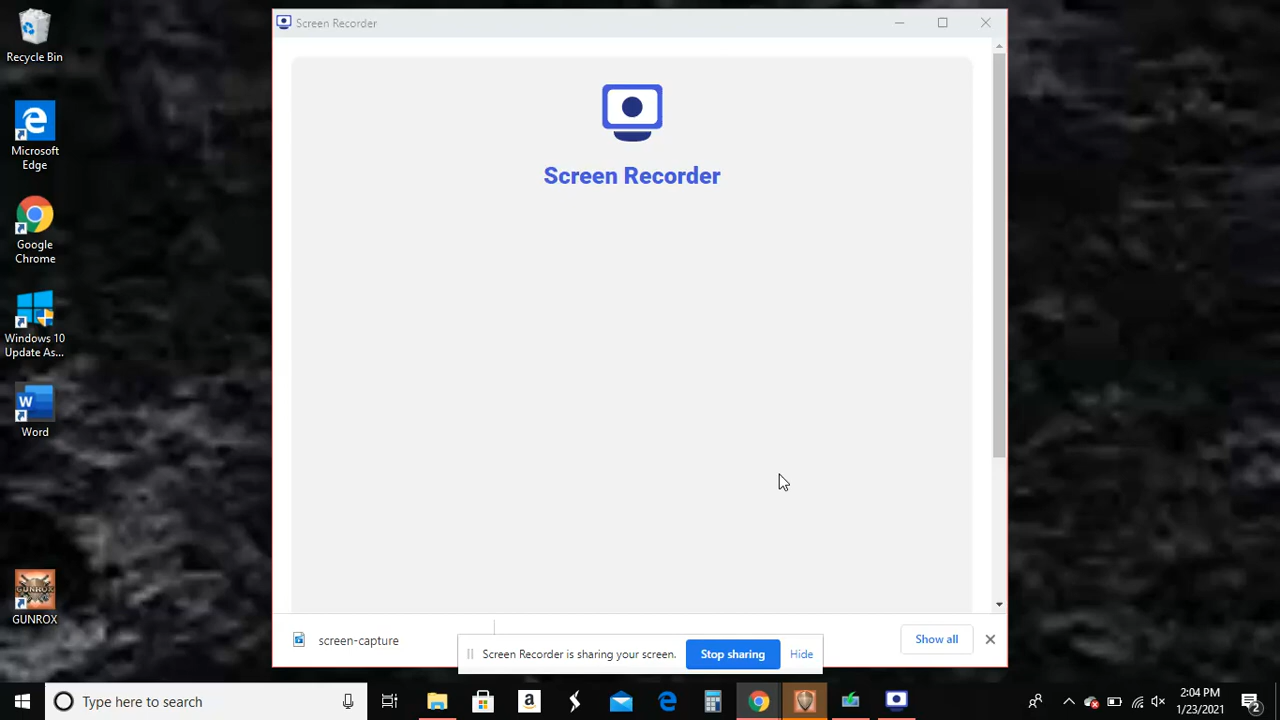 Screen Recorder
Recycle Bin
Microsoft
Edge
Google
Chrome
Windows 10
Update As...
Word
GUNROX
GUNROX
Screen Recorder
screen-capture
Screen Recorder is sharing your screen.
Stop sharing
Hide
Show all
Type here to search
2:04 PM
1/23/2021
2